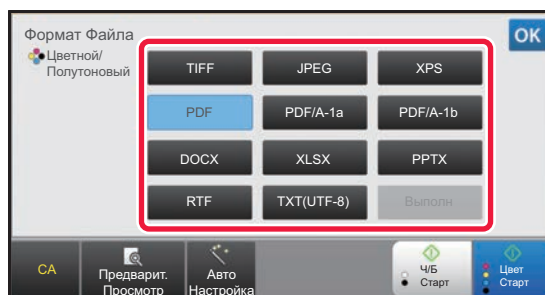 Формат Файла
OK
Цветной/
Полутоновый
TIFF
JPEG
XPS
PDF
PDF/A-1a
PDF/A-1b
DOCX
XLSX
PPTX
RTF
TXT(UTF-8)
Выполн
CA
Предварит.
Просмотр
Авто
Настройка
Ч/Б
Старт
Цвет
Старт